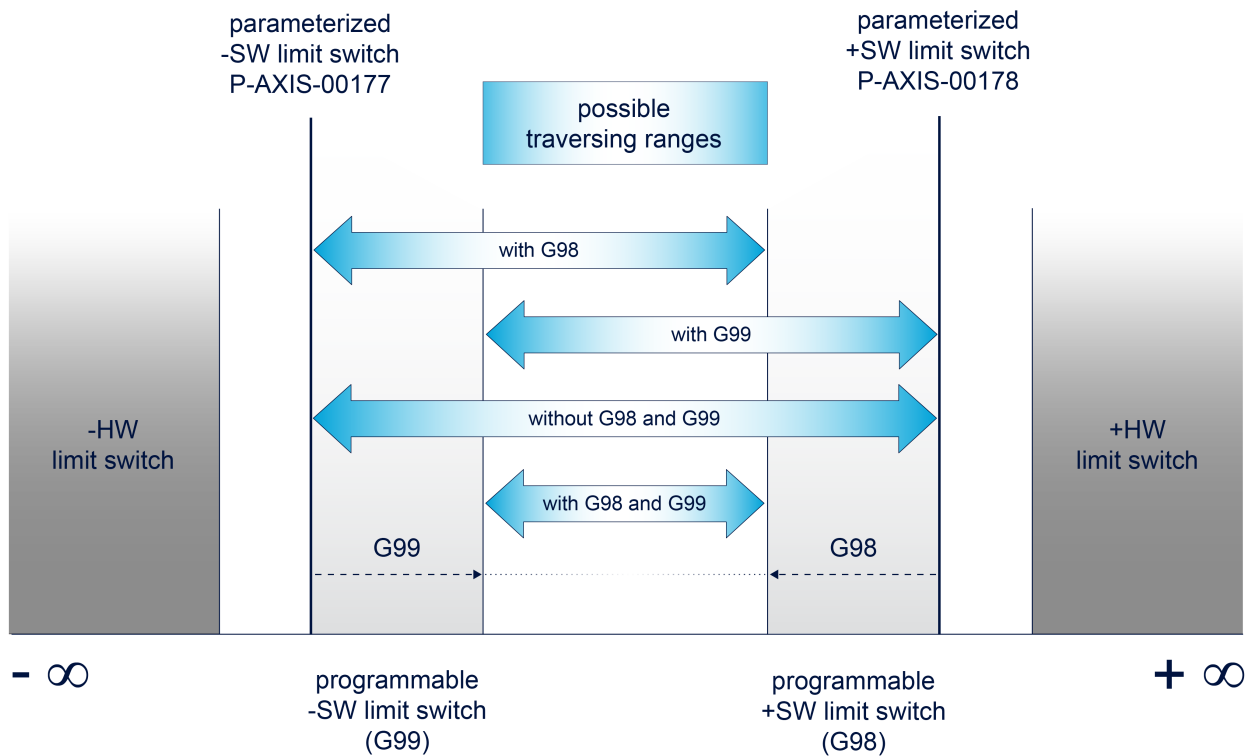 parameterized
-SW limit switch
P-AXIS-00177
parameterized
+SW limit switch
P-AXIS-00178
possible
traversing ranges
with G98
with G99
without G98 and G99
with G98 and G99
-HW
limit switch
+HW
limit switch
G99
G98
- ∞
+ ∞
programmable
-SW limit switch
(G99)
programmable
+SW limit switch
(G98)